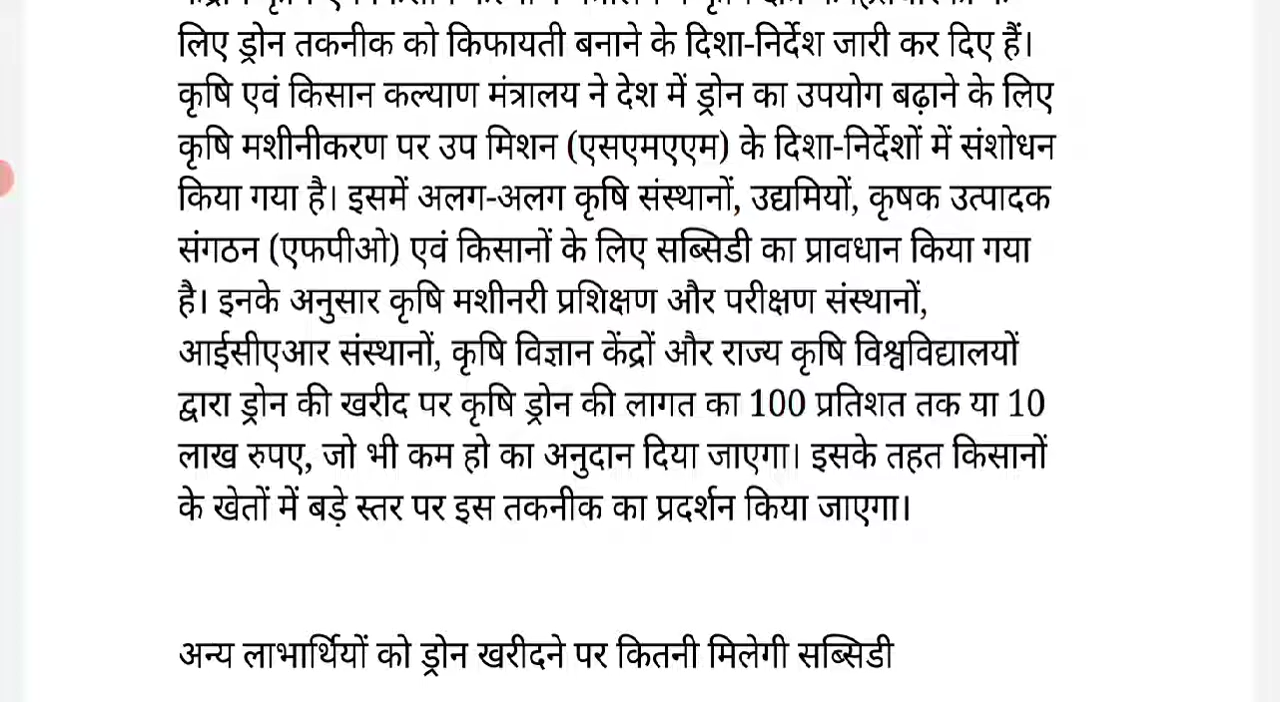 लिए ड्रोन तकनीक को किफायती बनाने के दिशा-निर्देश जारी कर दिए हैं।
कृषि एवं किसान कल्याण मंत्रालय ने देश में ड्रोन का उपयोग बढ़ाने के लिए
कृषि मशीनीकरण पर उप मिशन (एसएमएएम) के दिशा-निर्देशों में संशोधन
किया गया है। इसमें अलग-अलग कृषि संस्थानों, उद्यमियों, कृषक उत्पादक
संगठन (एफपीओ) एवं किसानों के लिए सब्सिडी का प्रावधान किया गया
है। इनके अनुसार कृषि मशीनरी प्रशिक्षण और परीक्षण संस्थानों,
आईसीएआर संस्थानों, कृषि विज्ञान केंद्रों और राज्य कृषि विश्वविद्यालयों
द्वारा ड्रोन की खरीद पर कृषि ड्रोन की लागत का 100 प्रतिशत तक या 10
लाख रुपए, जो भी कम हो का अनुदान दिया जाएगा। इसके तहत किसानों
के खेतों में बड़े स्तर पर इस तकनीक का प्रदर्शन किया जाएगा।
अन्य लाभार्थियों को ड्रोन खरीदने पर कितनी मिलेगी सब्सिडी